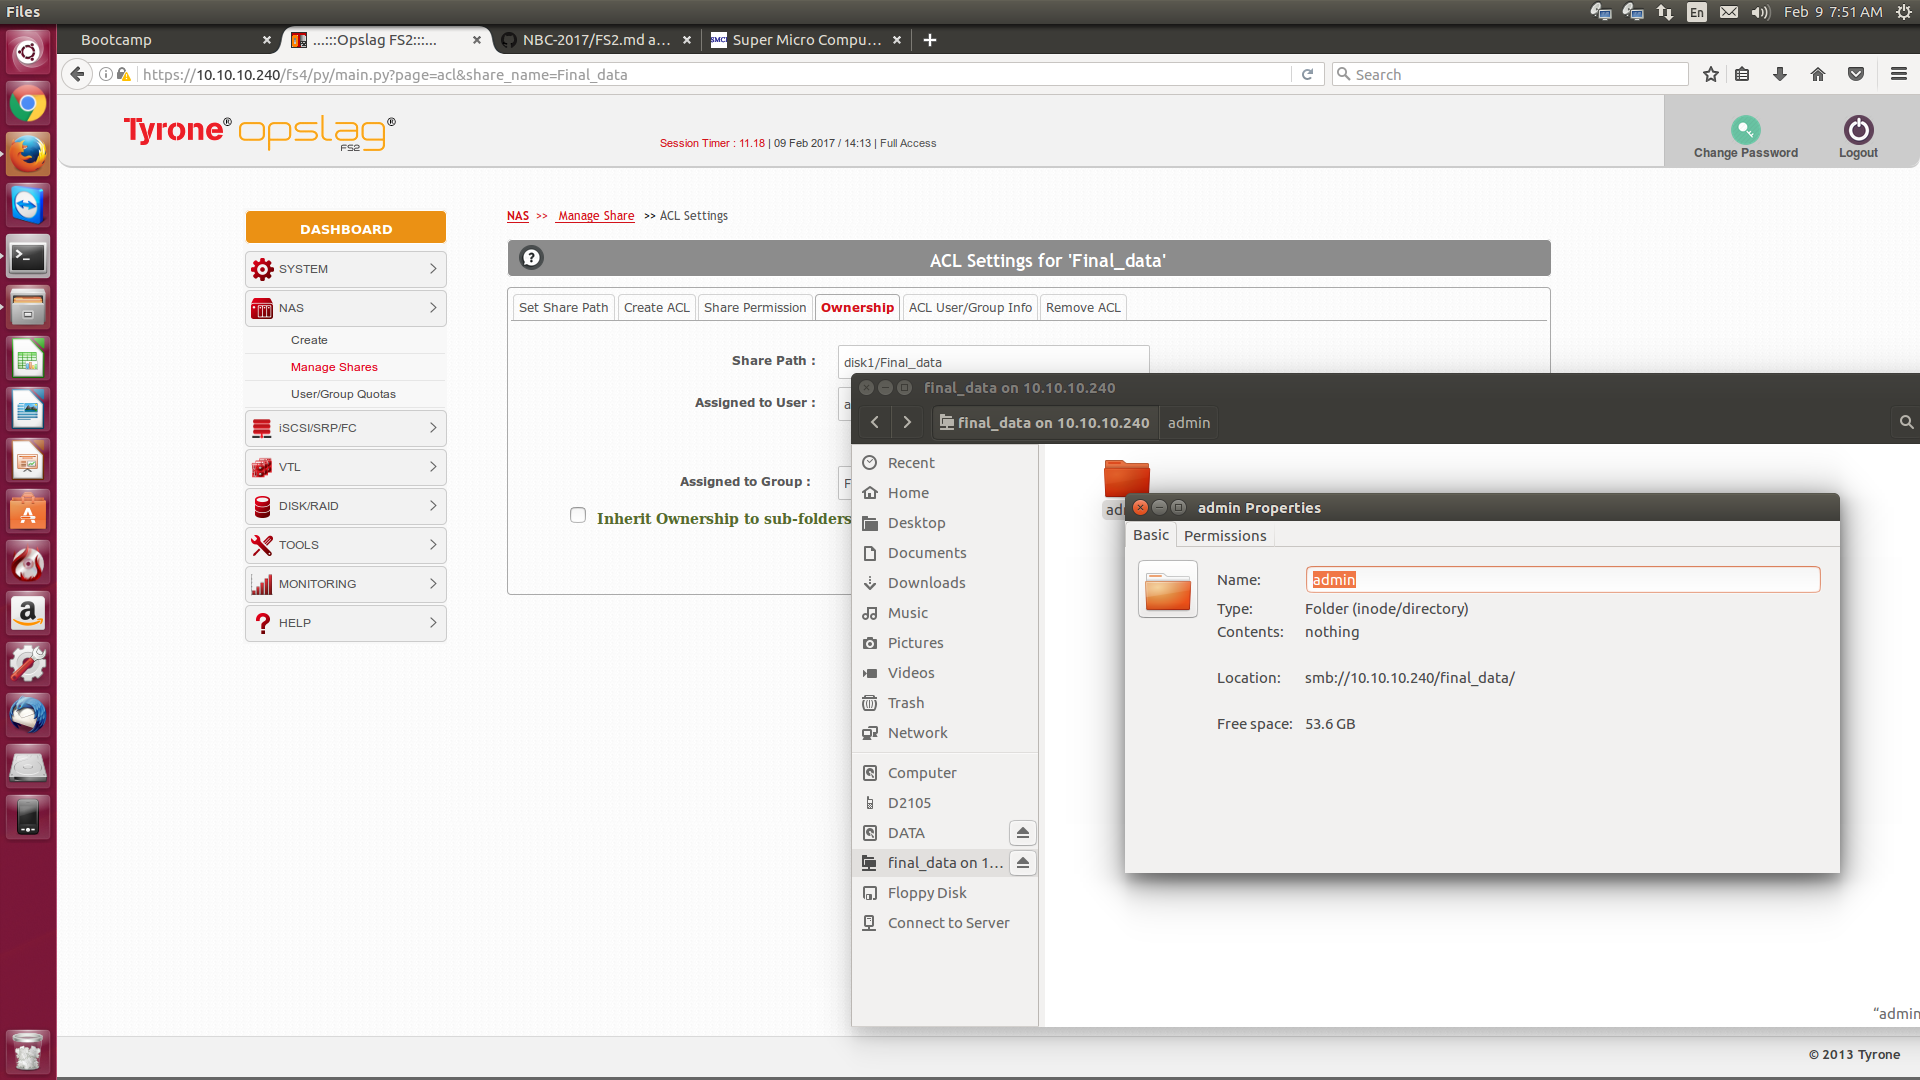 Files
En
Feb 9 7:51 AM
Bootcamp
...:::Opslag FS2:::...
NBC-2017/FS2.md a...
SMCI
Super Micro Compu...
https://10.10.10.240/fs4/py/main.py?page=acl&share_name=Final_data
Search
Tyrone® opslag®
FS2
Session Timer : 11.18 | 09 Feb 2017 / 14:13 | Full Access
Change Password
Logout
DASHBOARD
SYSTEM
NAS
Create
Manage Shares
User/Group Quotas
iSCSI/SRP/FC
VTL
DISK/RAID
TOOLS
MONITORING
HELP
NAS >> Manage Share >> ACL Settings
ACL Settings for 'Final_data'
Set Share Path
Create ACL
Share Permission
Ownership
ACL User/Group Info
Remove ACL
Share Path :
disk1/Final_data
Assigned to User :
a
Assigned to Group :
F
Inherit Ownership to sub-folders
final_data on 10.10.10.240
final_data on 10.10.10.240
admin
Recent
Home
Desktop
Documents
Downloads
Music
Pictures
Videos
Trash
Network
Computer
D2105
DATA
final_data on 1...
Floppy Disk
Connect to Server
ad
admin Properties
Basic
Permissions
Name:
admin
Type:
Folder (inode/directory)
Contents:
nothing
Location:
smb://10.10.10.240/final_data/
Free space:
53.6 GB
“admin
© 2013 Tyrone